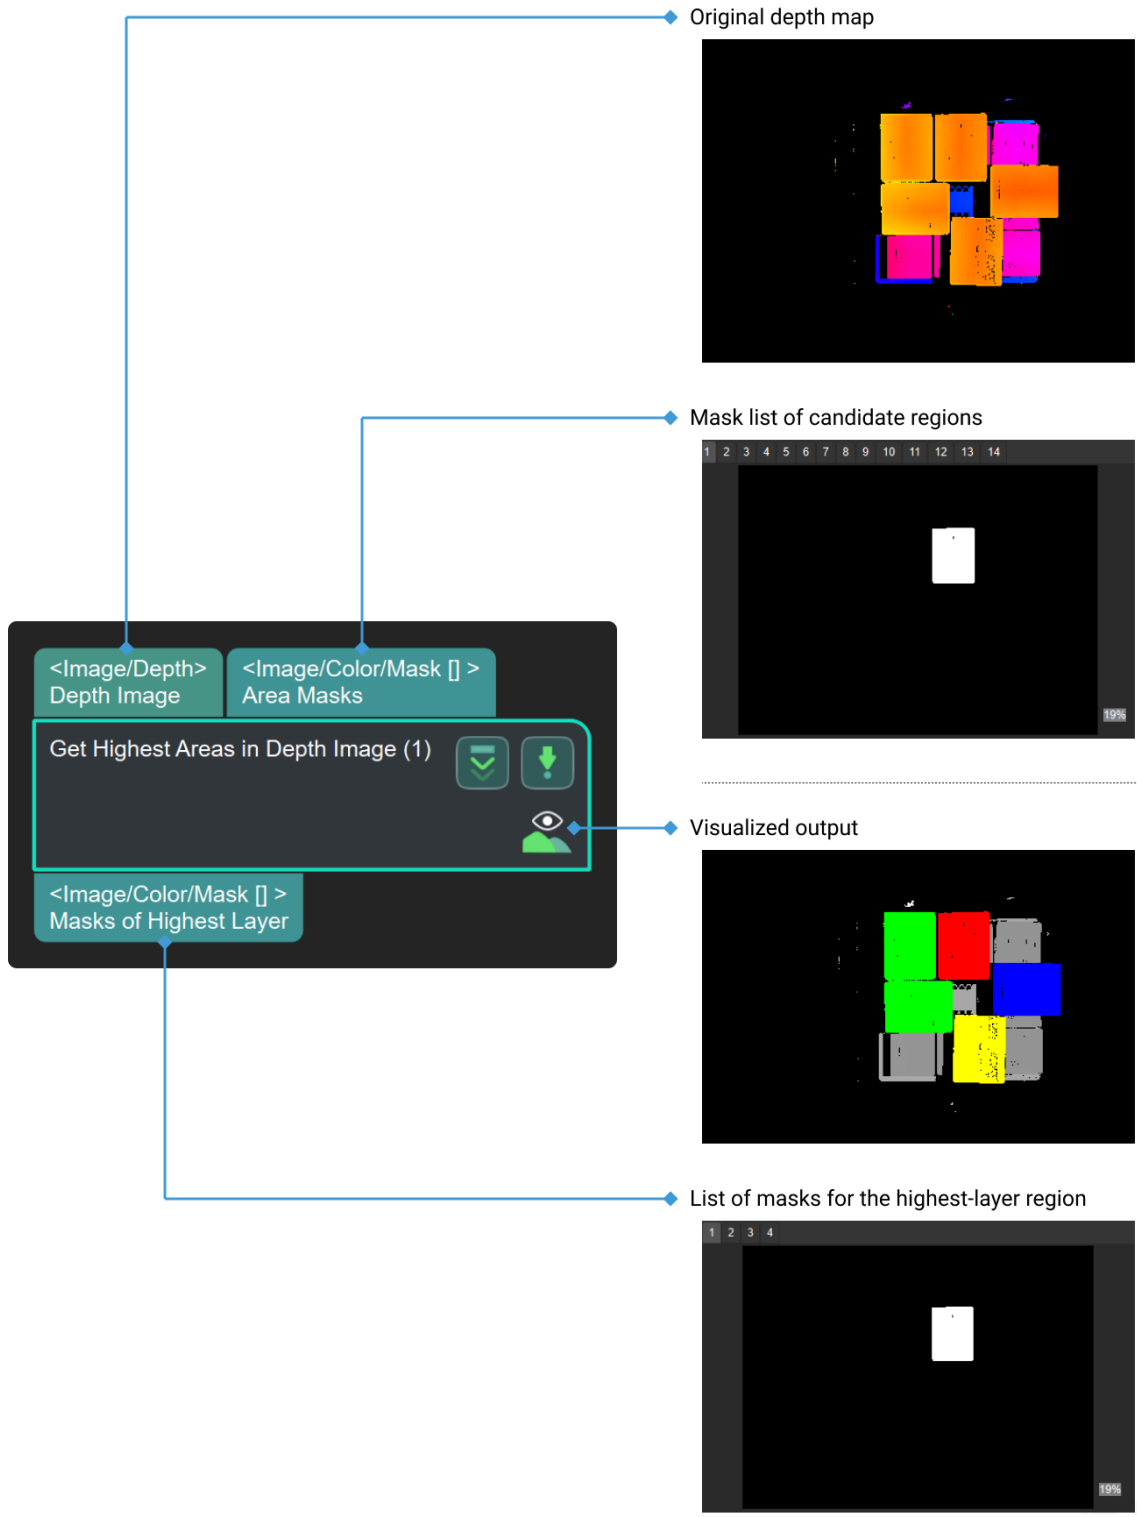 Original depth map
Mask list of candidate regions
1 2 3 4 5 6 7 8 9 10 11 12 13 14
19%
<Image/Depth>
Depth Image
<Image/Color/Mask [] >
Area Masks
Get Highest Areas in Depth Image (1)
Visualized output
<Image/Color/Mask [] >
Masks of Highest Layer
List of masks for the highest-layer region
1 2 3 4
19%